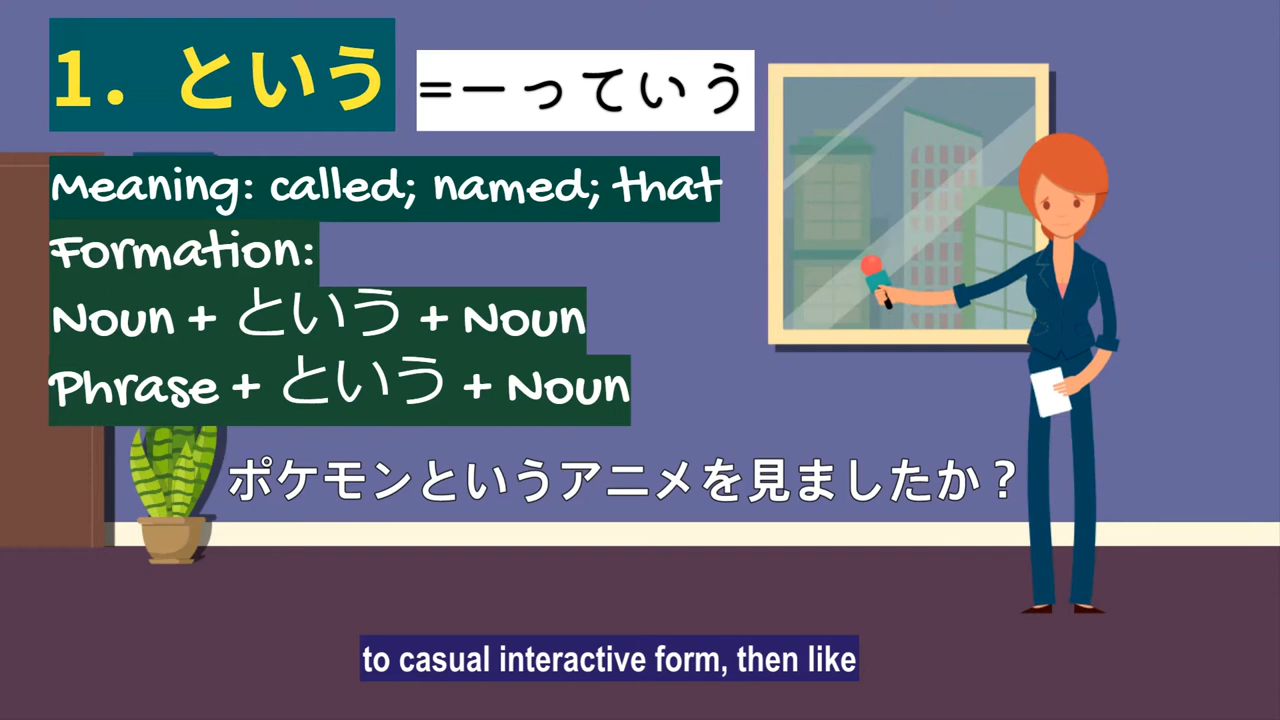 1. という
=ーっていう
Meaning: called; named; that
Formation:
Noun + という + Noun
Phrase + という + Noun
ポケモンというアニメを見ましたか？
to casual interactive form, then like